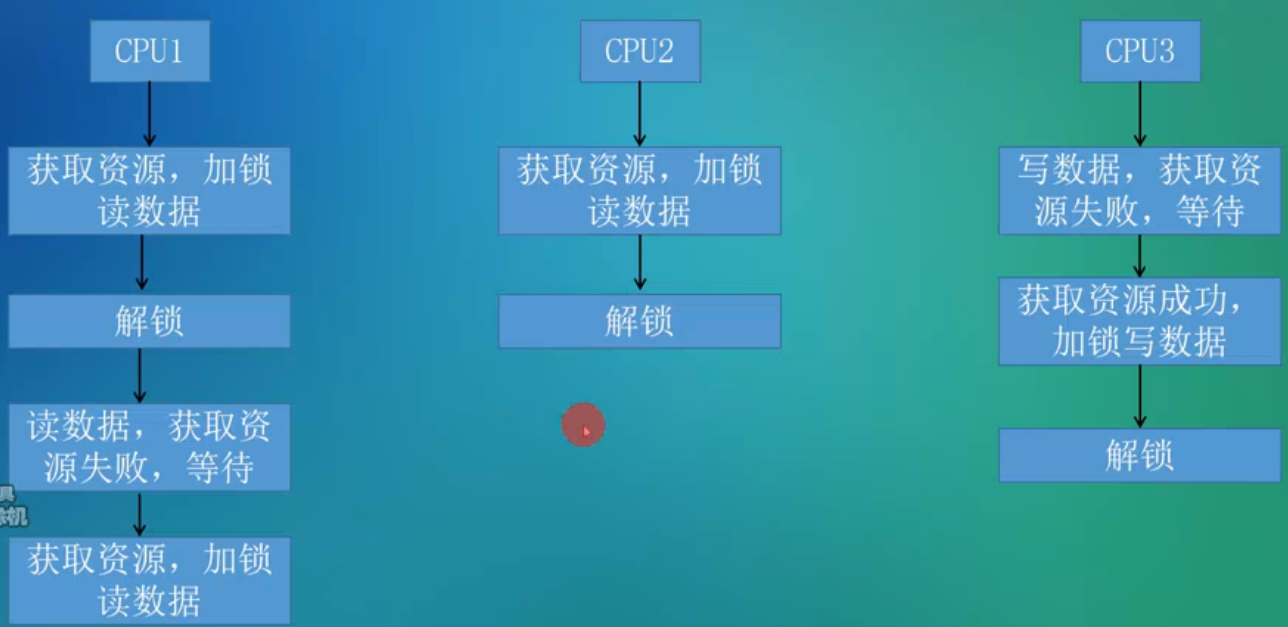 CPU1
CPU2
CPU3
获取资源，加锁
读数据
获取资源，加锁
读数据
写数据，获取资
源失败，等待
解锁
解锁
获取资源成功，
加锁写数据
读数据，获取资
源失败，等待
解锁
获取资源，加锁
读数据